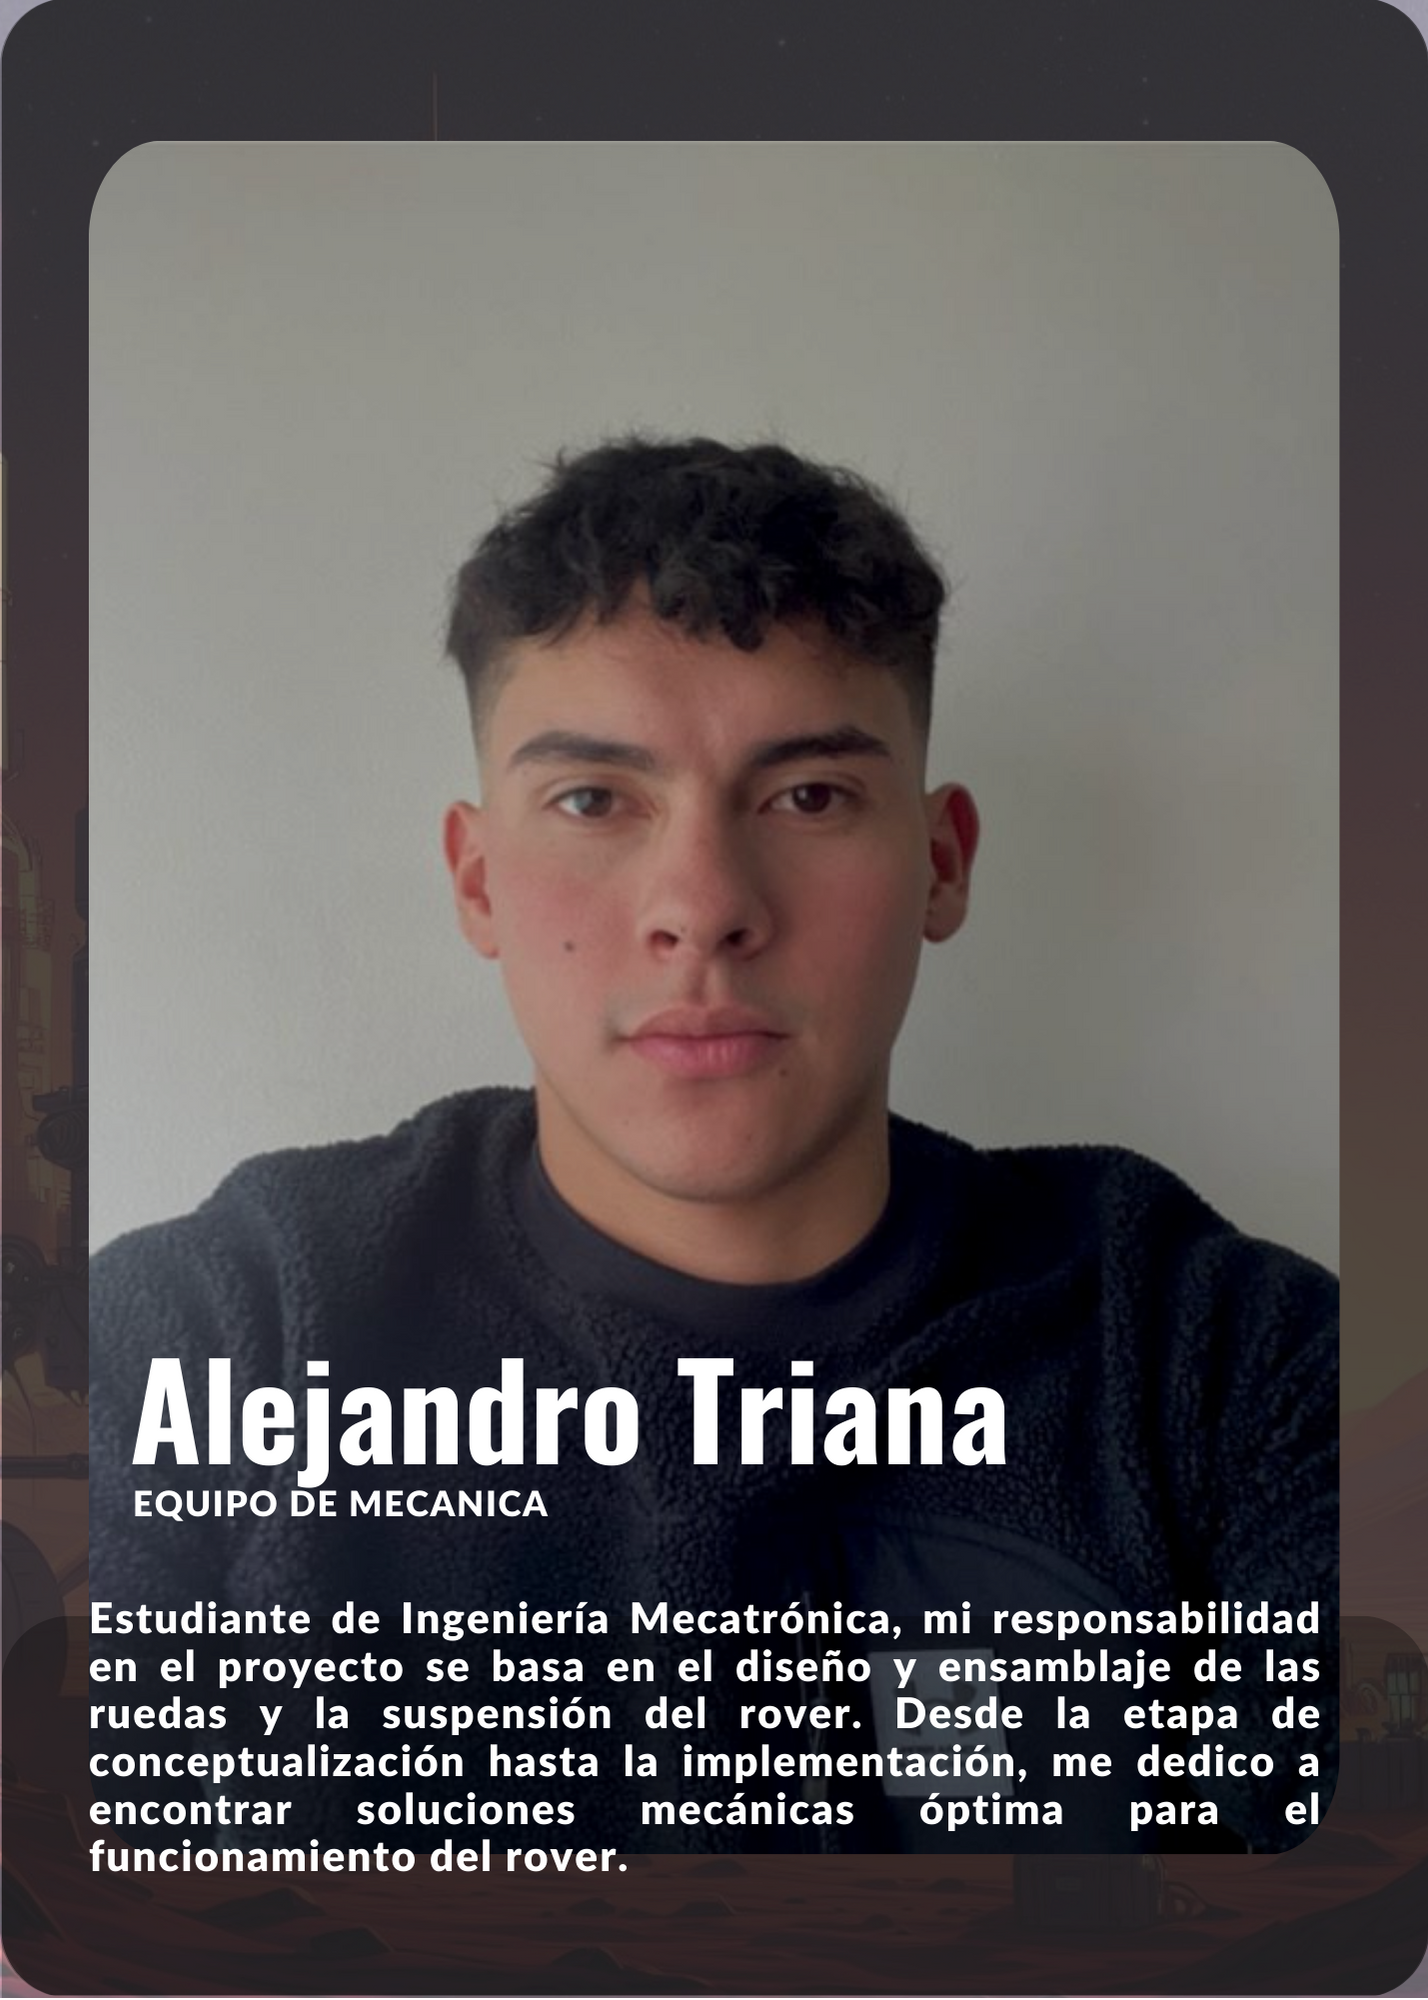 Alejandro Triana
EQUIPO DE MECANICA
Estudiante de Ingeniería Mecatrónica, mi responsabilidad
en el proyecto se basa en el diseño y ensamblaje de las
ruedas y la suspensión del rover. Desde la etapa de
conceptualización hasta la implementación, me dedico a
encontrar soluciones mecánicas óptima para el
funcionamiento del rover.